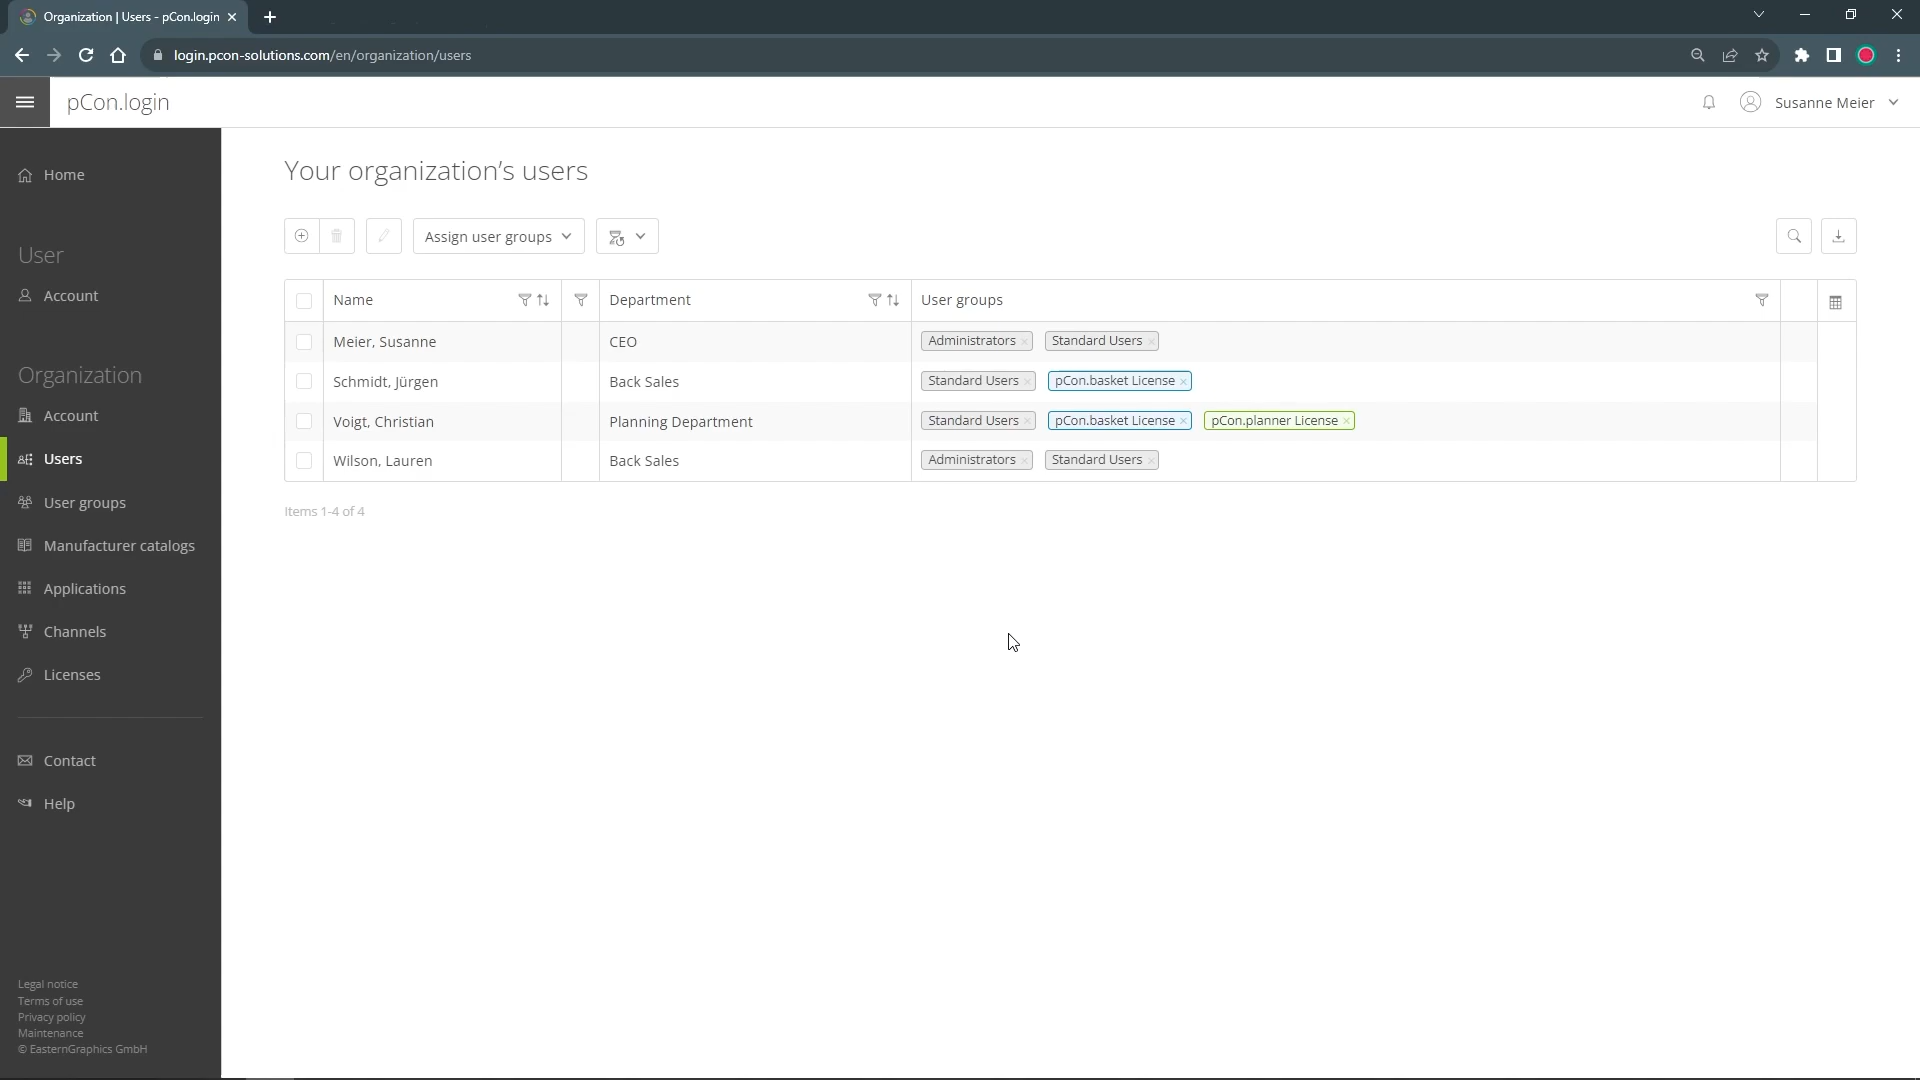 Organization | Users - pCon.login
login.pcon-solutions.com/en/organization/users
pCon.login
Susanne Meier
Home
User
Account
Organization
Account
Users
User groups
Manufacturer catalogs
Applications
Channels
Licenses
Contact
Help
Legal notice
Terms of use
Privacy policy
Maintenance
© EasternGraphics GmbH
Your organization’s users
Assign user groups
Name Department User groups
Meier, Susanne CEO Administrators × Standard Users ×
Schmidt, Jürgen Back Sales Standard Users × pCon.basket License ×
Voigt, Christian Planning Department Standard Users × pCon.basket License × pCon.planner License ×
Wilson, Lauren Back Sales Administrators × Standard Users ×
Items 1-4 of 4